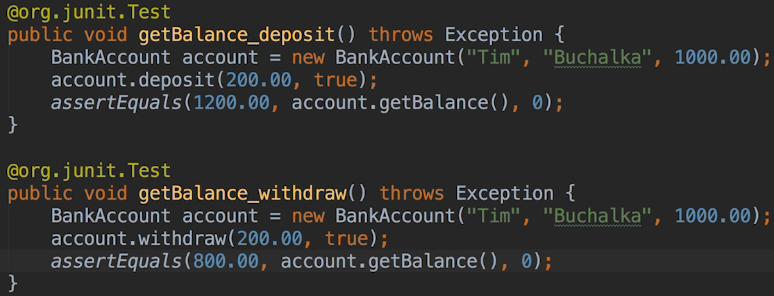 @org.junit.Test
public void getBalance_deposit() throws Exception {
    BankAccount account = new BankAccount("Tim", "Buchalka", 1000.00);
    account.deposit(200.00, true);
    assertEquals(1200.00, account.getBalance(), 0);
}
@org.junit.Test
public void getBalance_withdraw() throws Exception {
    BankAccount account = new BankAccount("Tim", "Buchalka", 1000.00);
    account.withdraw(200.00, true);
    assertEquals(800.00, account.getBalance(), 0);
}